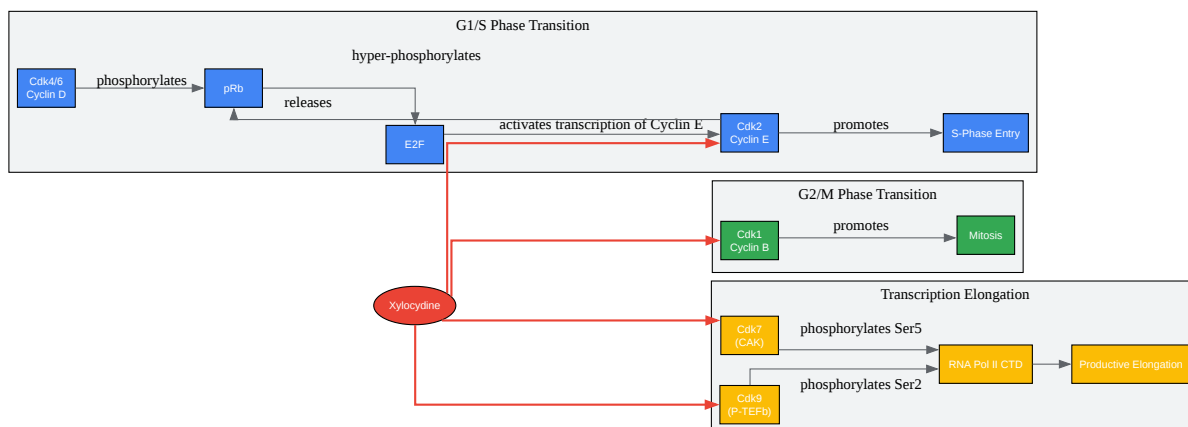 G1/S Phase Transition
hyper-phosphorylates
Cdk4/6
Cyclin D
phosphorylates
pRb
releases
E2F
activates transcription of Cyclin E
Cdk2
Cyclin E
promotes
S-Phase Entry
G2/M Phase Transition
Cdk1
Cyclin B
promotes
Mitosis
Xylocydine
Transcription Elongation
Cdk7
(CAK)
phosphorylates Ser5
RNA Pol II CTD
Productive Elongation
phosphorylates Ser2
Cdk9
(P-TEFb)